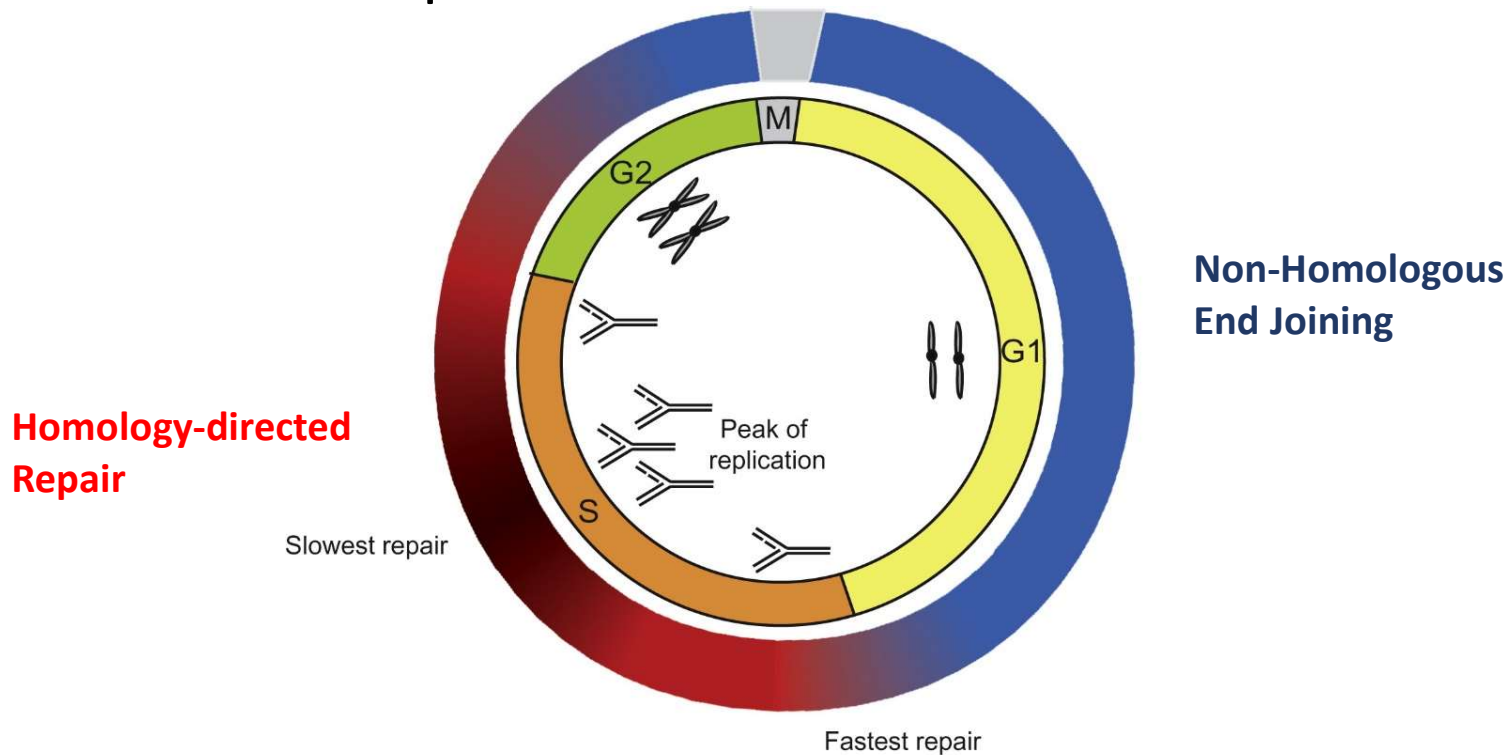 M
G2
G1
S
Non-Homologous
End Joining
Homology-directed
Repair
Peak of
replication
Slowest repair
Fastest repair